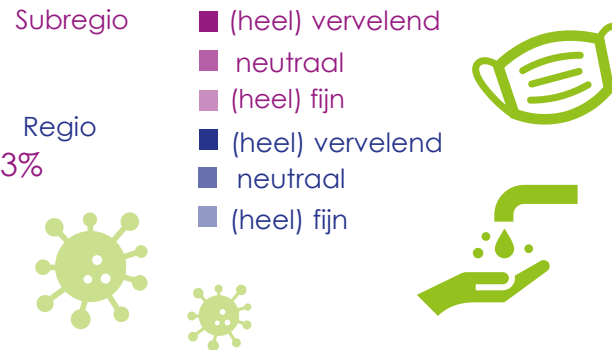 Subregio
(heel) vervelend
neutraal
(heel) fijn
Regio
(heel) vervelend
3%
neutraal
(heel) fijn